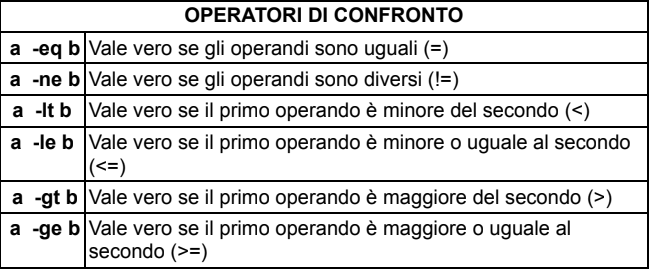 OPERATORI DI CONFRONTO
a -eq b Vale vero se gli operandi sono uguali (=)
a -ne b Vale vero se gli operandi sono diversi (!=)
a -lt b Vale vero se il primo operando è minore del secondo (<)
a -le b Vale vero se il primo operando è minore o uguale al secondo
(<=)
a -gt b Vale vero se il primo operando è maggiore del secondo (>)
a -ge b Vale vero se il primo operando è maggiore o uguale al
secondo (>=)